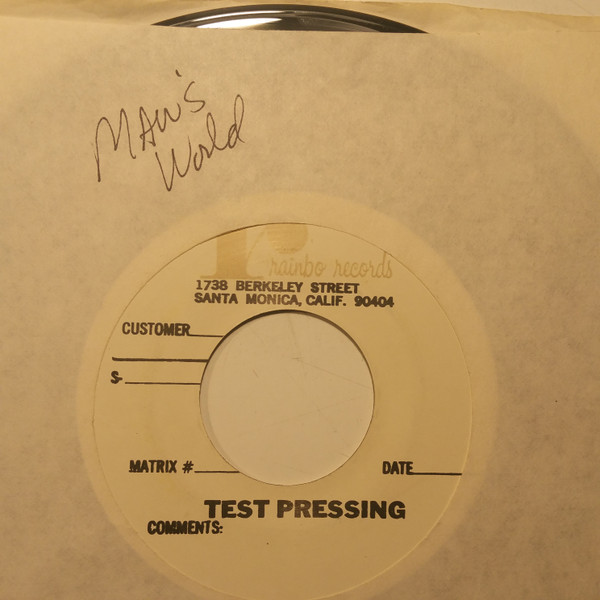 Man's
World
r rainbo records
1738 BERKELEY STREET
SANTA MONICA, CALIF. 90404
CUSTOMER
S-
MATRIX #
DATE
TEST PRESSING
COMMENTS: